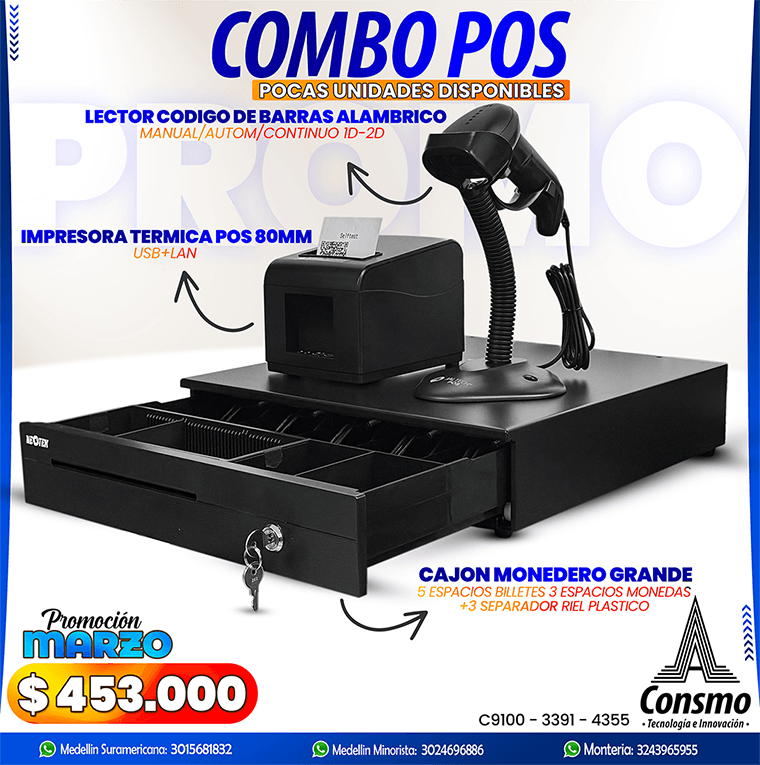 COMBO POS
POCAS UNIDADES DISPONIBLES
PROMO
LECTOR CODIGO DE BARRAS ALAMBRICO
MANUAL/AUTOM/CONTINUO 1D-2D
IMPRESORA TERMICA POS 80MM
USB+LAN
Selftest
CAJON MONEDERO GRANDE
5 ESPACIOS BILLETES 3 ESPACIOS MONEDAS
+3 SEPARADOR RIEL PLASTICO
Promoción
MARZO
$ 453.000
Consmo
• Tecnología e Innovación •
C9100 - 3391 - 4355
Medellin Suramericana: 3015681832
Medellin Minorista: 3024696886
Monteria: 3243965955